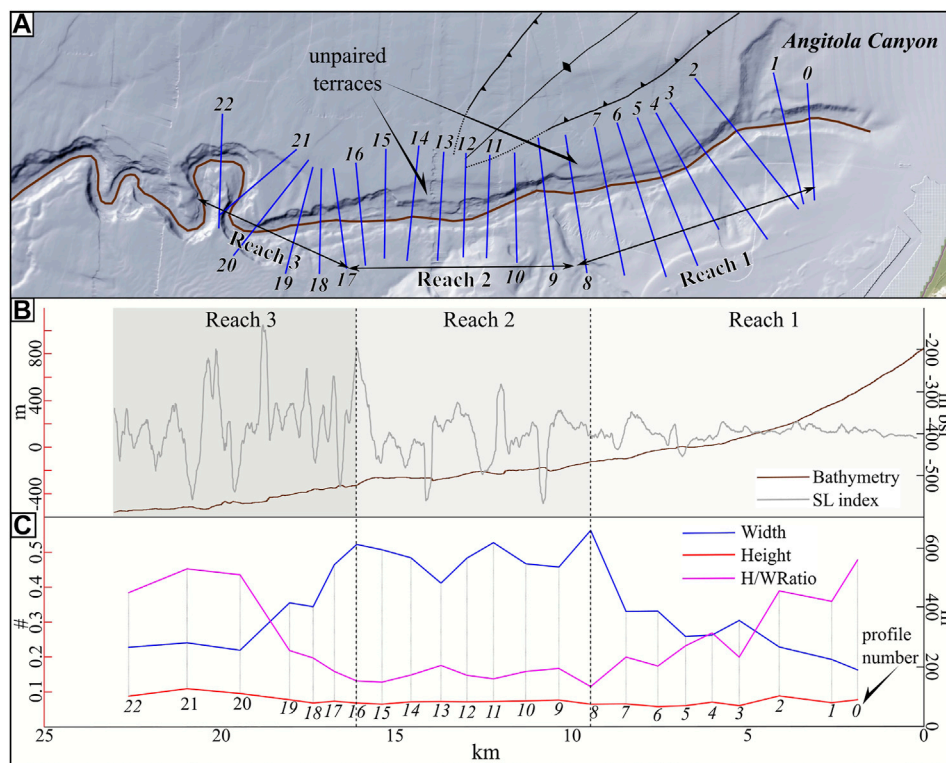 A
Angitola Canyon
unpaired
terraces
22
21
20
19
18
17
16
15
14
13
12
11
10
9
8
7
6
5
4
3
2
1
0
Reach 3
Reach 2
Reach 1
B
Reach 3
Reach 2
Reach 1
800
400
0
-400
m
-200
-300
-400
-500
Bathymetry
SL index
C
0.5
0.4
0.3
0.2
0.1
#
Width
Height
H/WRatio
600
400
200
0
m
profile
number
22 21 20 19 18 17 16 15 14 13 12 11 10 9 8 7 6 5 4 3 2 1 0
25 20 15 10 5 0
km